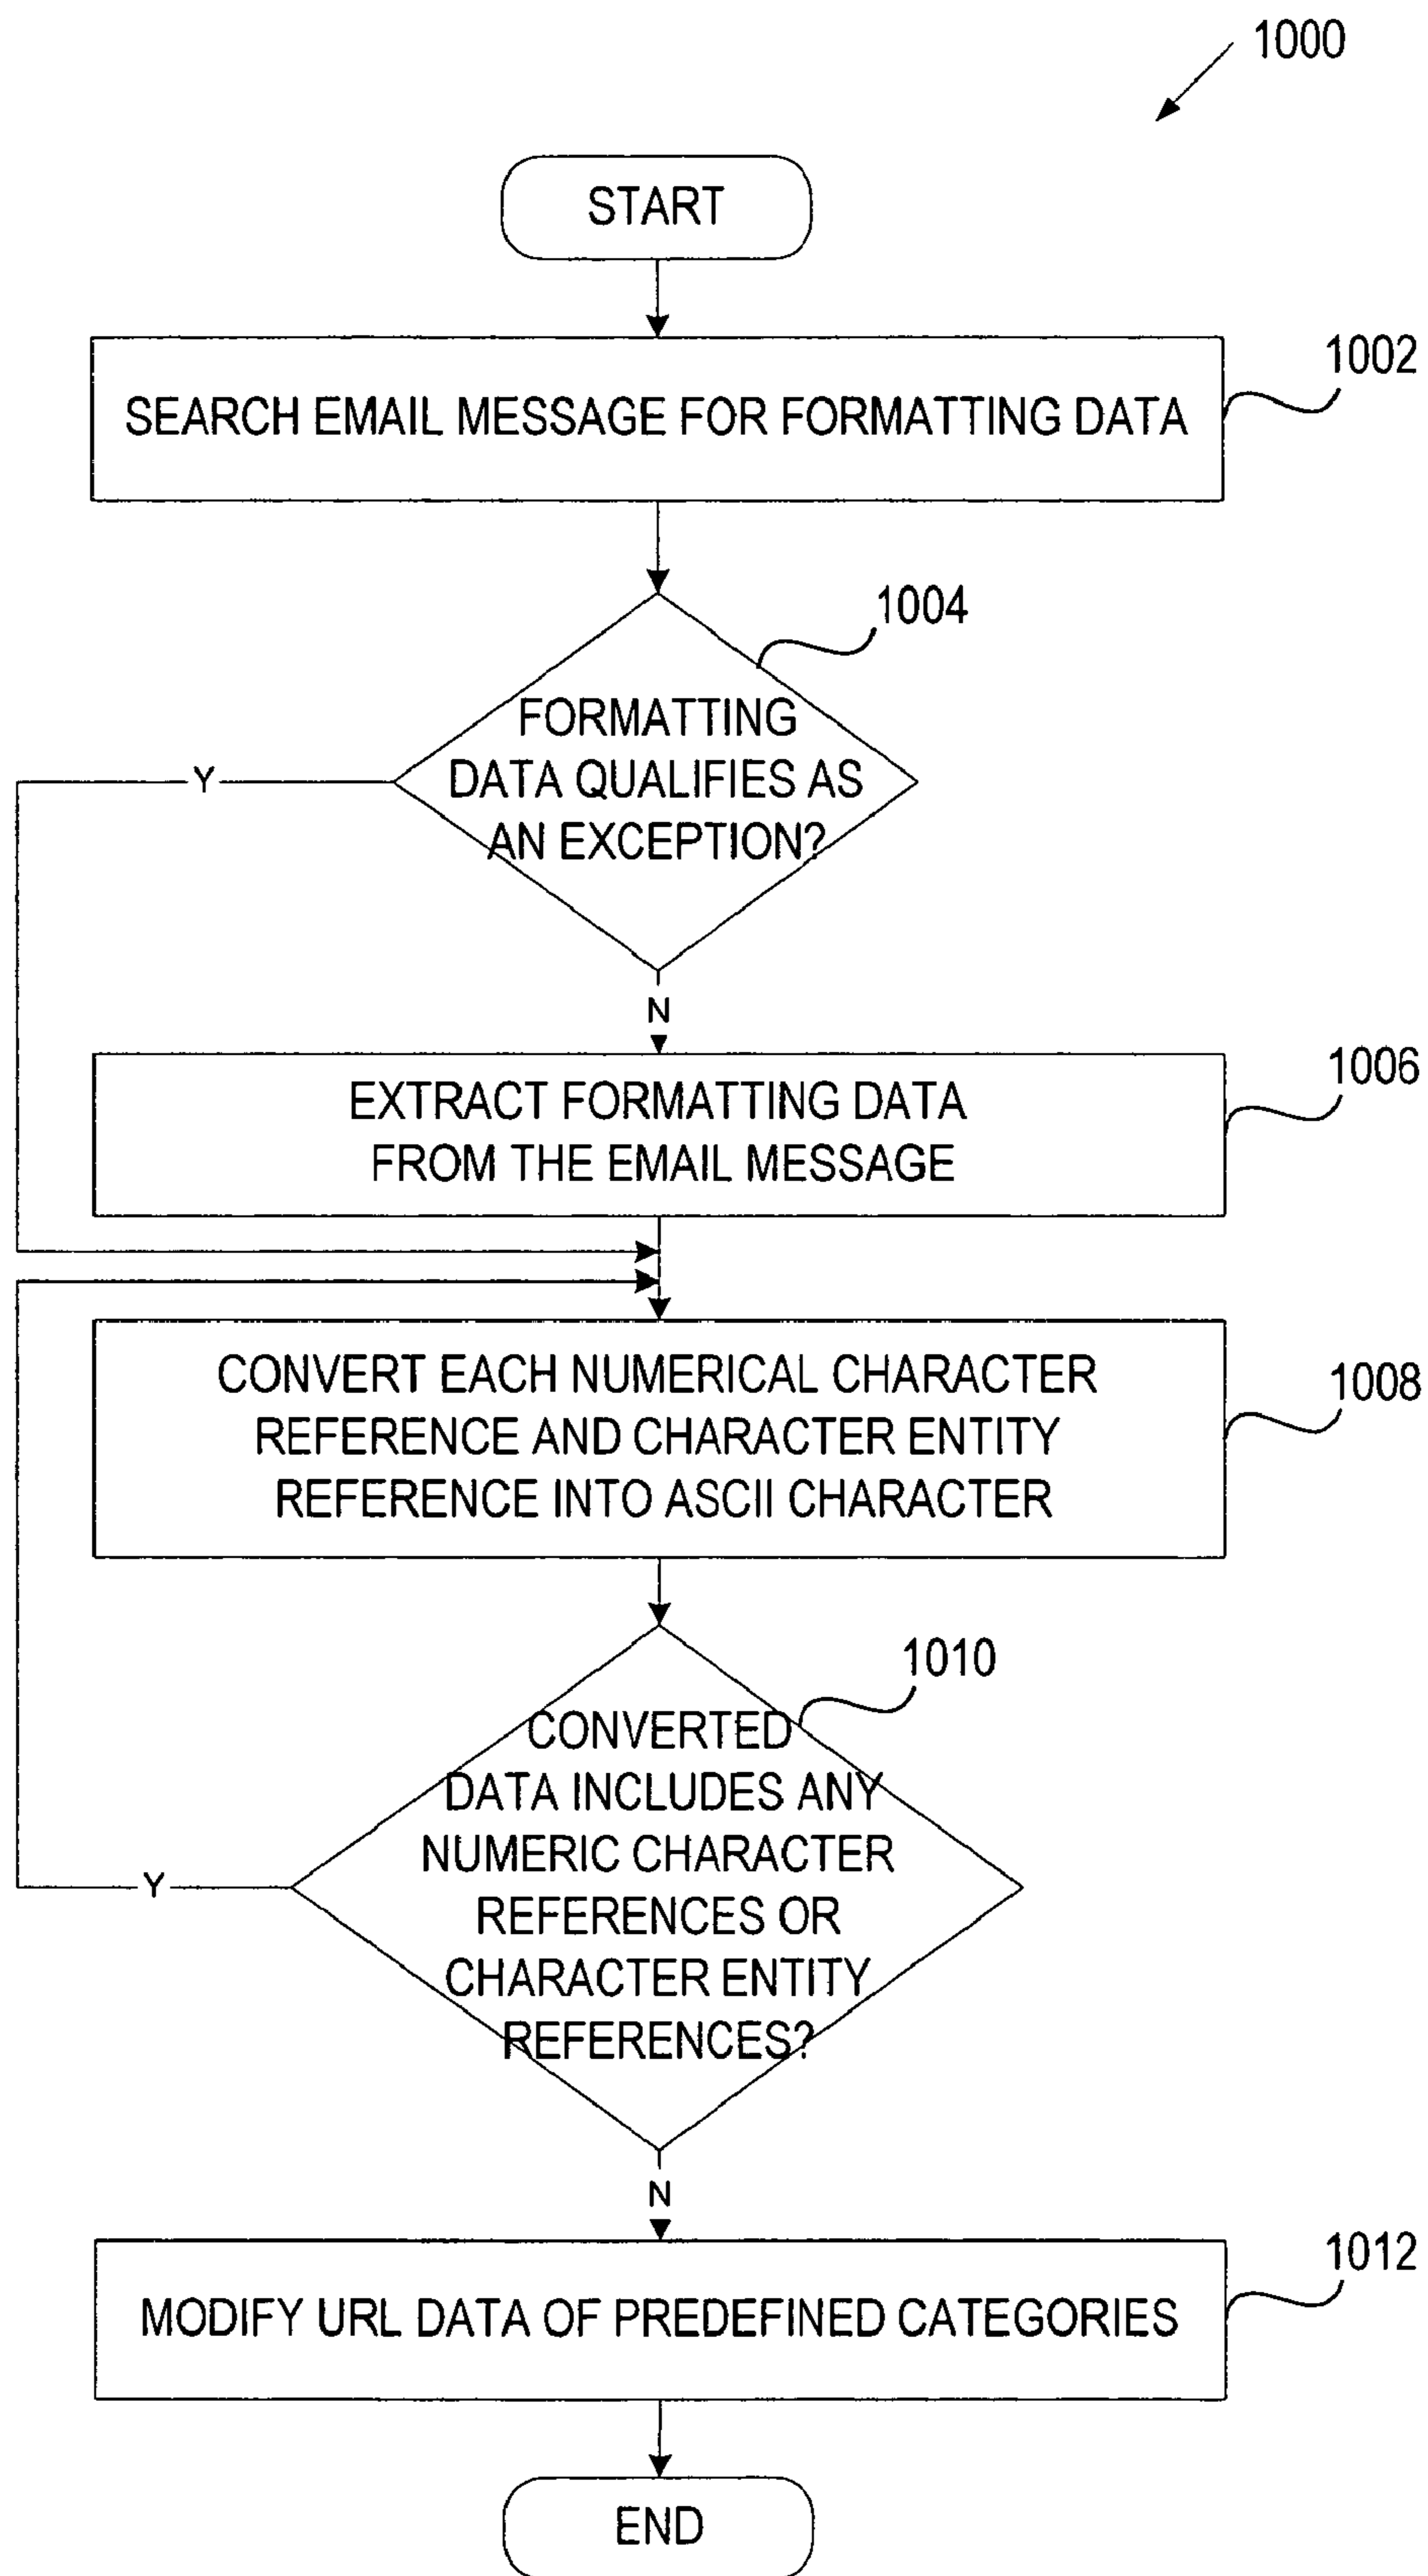 1000
START
1002
SEARCH EMAIL MESSAGE FOR FORMATTING DATA
1004
FORMATTING
DATA QUALIFIES AS
AN EXCEPTION?
Y
N
1006
EXTRACT FORMATTING DATA
FROM THE EMAIL MESSAGE
1008
CONVERT EACH NUMERICAL CHARACTER
REFERENCE AND CHARACTER ENTITY
REFERENCE INTO ASCII CHARACTER
1010
CONVERTED
DATA INCLUDES ANY
NUMERIC CHARACTER
REFERENCES OR
CHARACTER ENTITY
REFERENCES?
Y
N
1012
MODIFY URL DATA OF PREDEFINED CATEGORIES
END